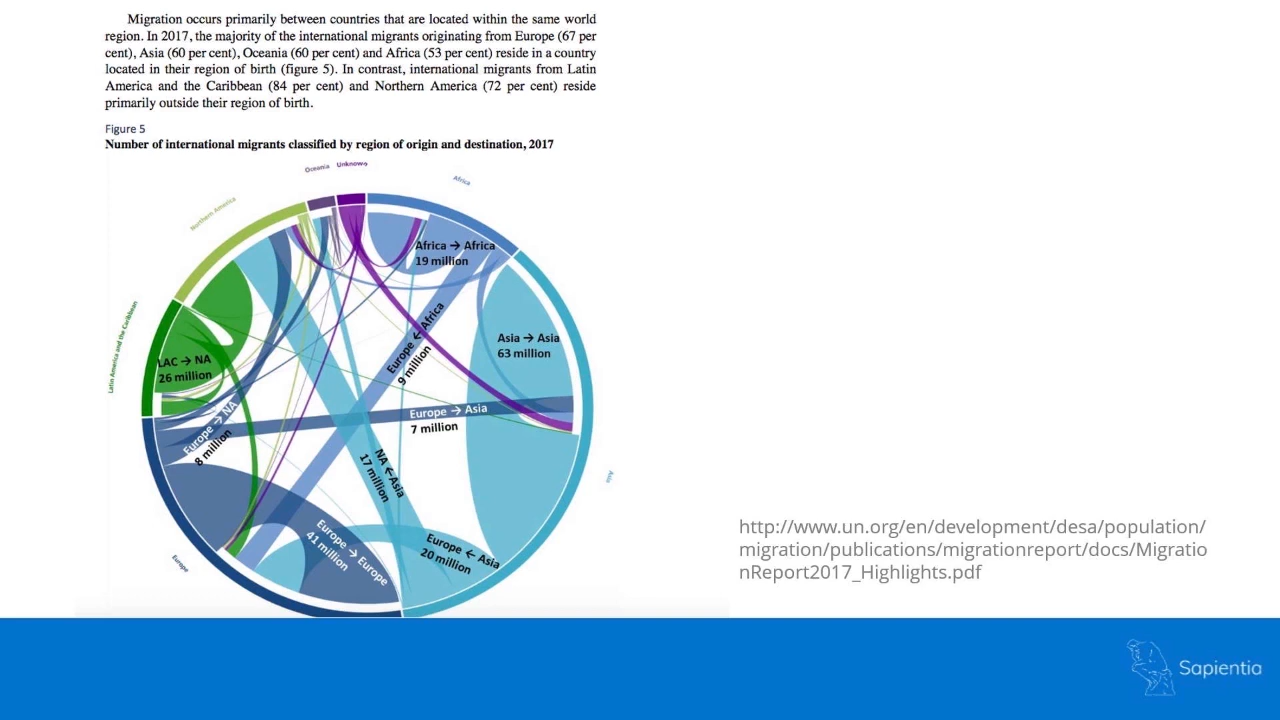 Migration occurs primarily between countries that are located within the same world
region. In 2017, the majority of the international migrants originating from Europe (67 per
cent), Asia (60 per cent), Oceania (60 per cent) and Africa (53 per cent) reside in a country
located in their region of birth (figure 5). In contrast, international migrants from Latin
America and the Caribbean (84 per cent) and Northern America (72 per cent) reside
primarily outside their region of birth.
Figure 5
Number of international migrants classified by region of origin and destination, 2017
Oceania
Unknown
Africa
Northern America
Latin America and the Caribbean
Africa → Africa
19 million
Europe ← Africa
9 million
Asia → Asia
63 million
LAC → NA
26 million
Europe → NA
8 million
Europe → Asia
7 million
NA ← Asia
17 million
Asia
Europe → Europe
41 million
Europe ← Asia
20 million
Europe
http://www.un.org/en/development/desa/population/
migration/publications/migrationreport/docs/Migratio
nReport2017_Highlights.pdf
Sapientia